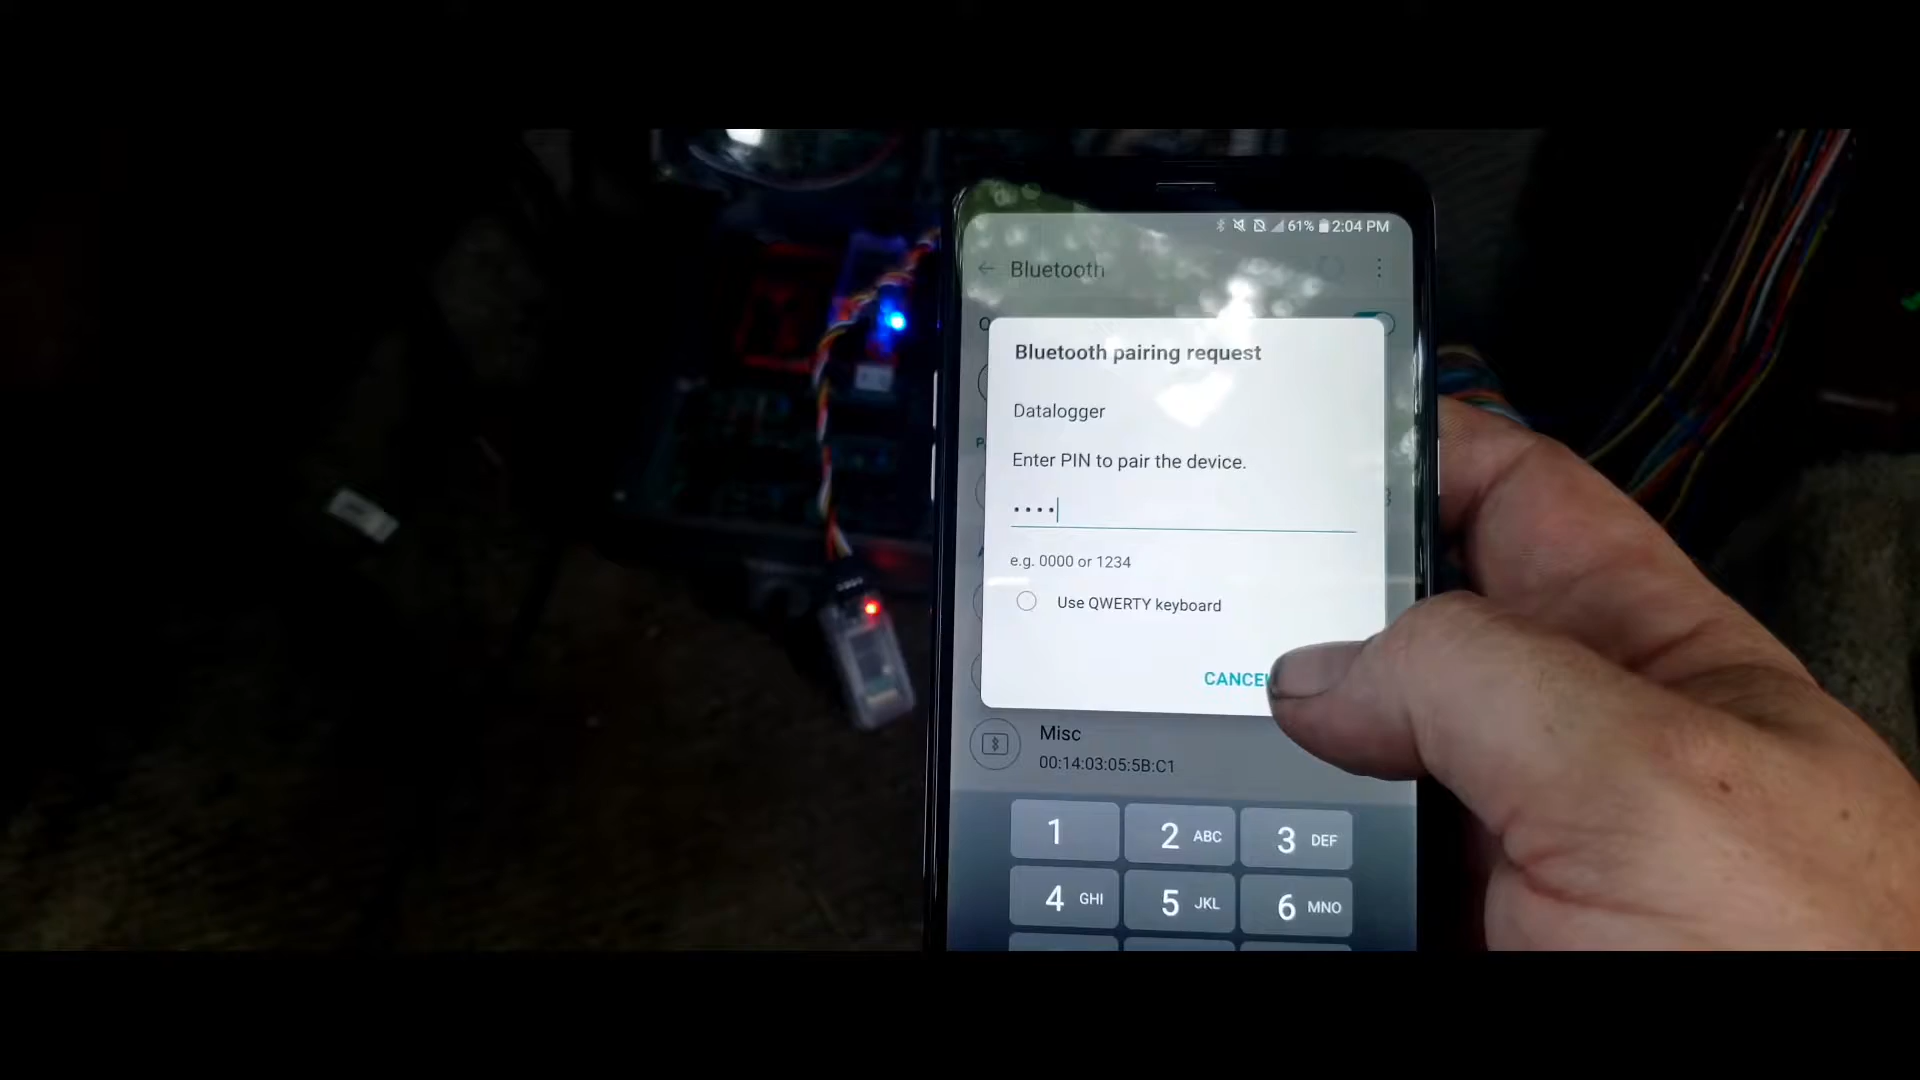 61% 2:04 PM
Bluetooth
Bluetooth pairing request
Datalogger
Enter PIN to pair the device.
••••
e.g. 0000 or 1234
Use QWERTY keyboard
CANCEL
Misc
00:14:03:05:5B:C1
1 2 ABC 3 DEF
4 GHI 5 JKL 6 MNO